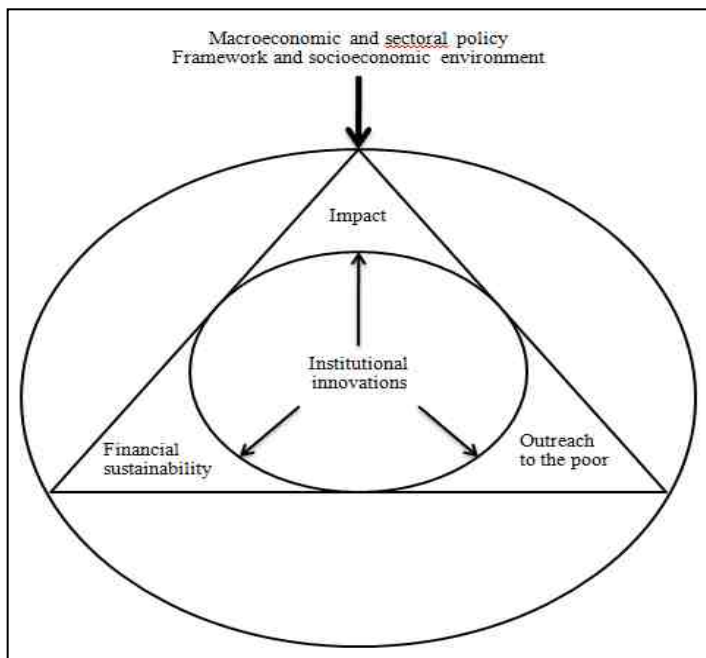 Macroeconomic and sectoral policy
Framework and socioeconomic environment
Impact
Institutional
innovations
Financial
sustainability
Outreach
to the poor